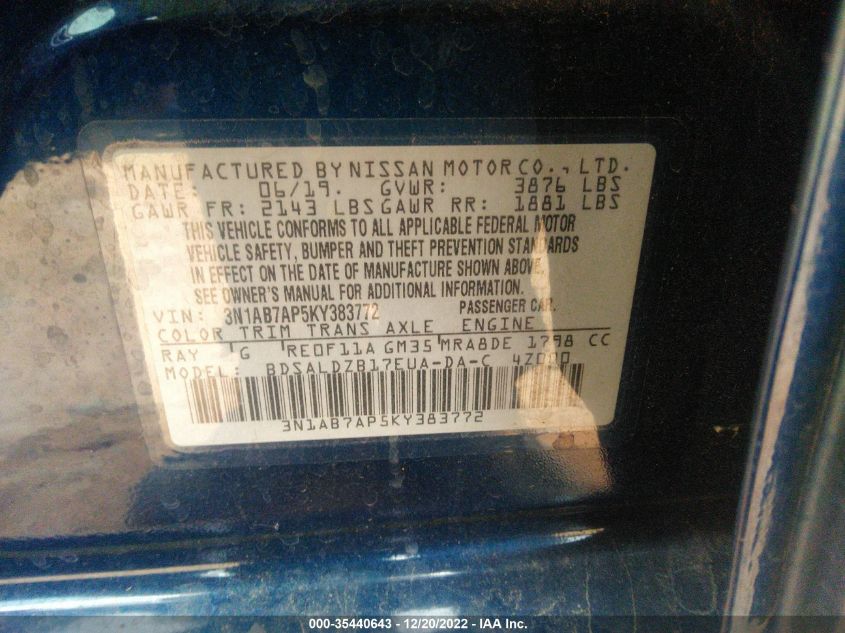 MANUFACTURED BY NISSAN MOTOR CO., LTD.
DATE: 06/19. GVWR: 3876 LBS
GAWR FR: 2143 LBS GAWR RR: 1881 LBS
THIS VEHICLE CONFORMS TO ALL APPLICABLE FEDERAL MOTOR
VEHICLE SAFETY, BUMPER AND THEFT PREVENTION STANDARDS
IN EFFECT ON THE DATE OF MANUFACTURE SHOWN ABOVE.
SEE OWNER'S MANUAL FOR ADDITIONAL INFORMATION.
VIN: 3N1AB7AP5KY383772 PASSENGER CAR.
COLOR TRIM TRANS AXLE ENGINE
RAY G RE0F11A GM35 MRA8DE 1798 CC
MODEL: BDSALDZB17EUA-DA-C 4Z000
3N1AB7AP5KY383772
000-35440643 - 12/20/2022 - IAA Inc.